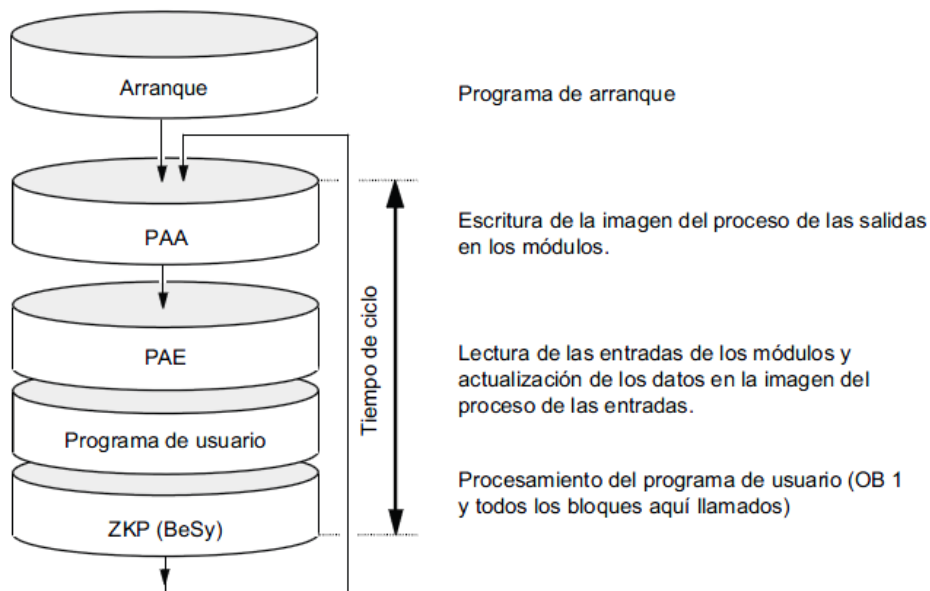 Arranque
Programa de arranque
PAA
Escritura de la imagen del proceso de las salidas
en los módulos.
Tiempo de ciclo
PAE
Lectura de las entradas de los módulos y
actualización de los datos en la imagen del
proceso de las entradas.
Programa de usuario
Procesamiento del programa de usuario (OB 1
y todos los bloques aquí llamados)
ZKP (BeSy)